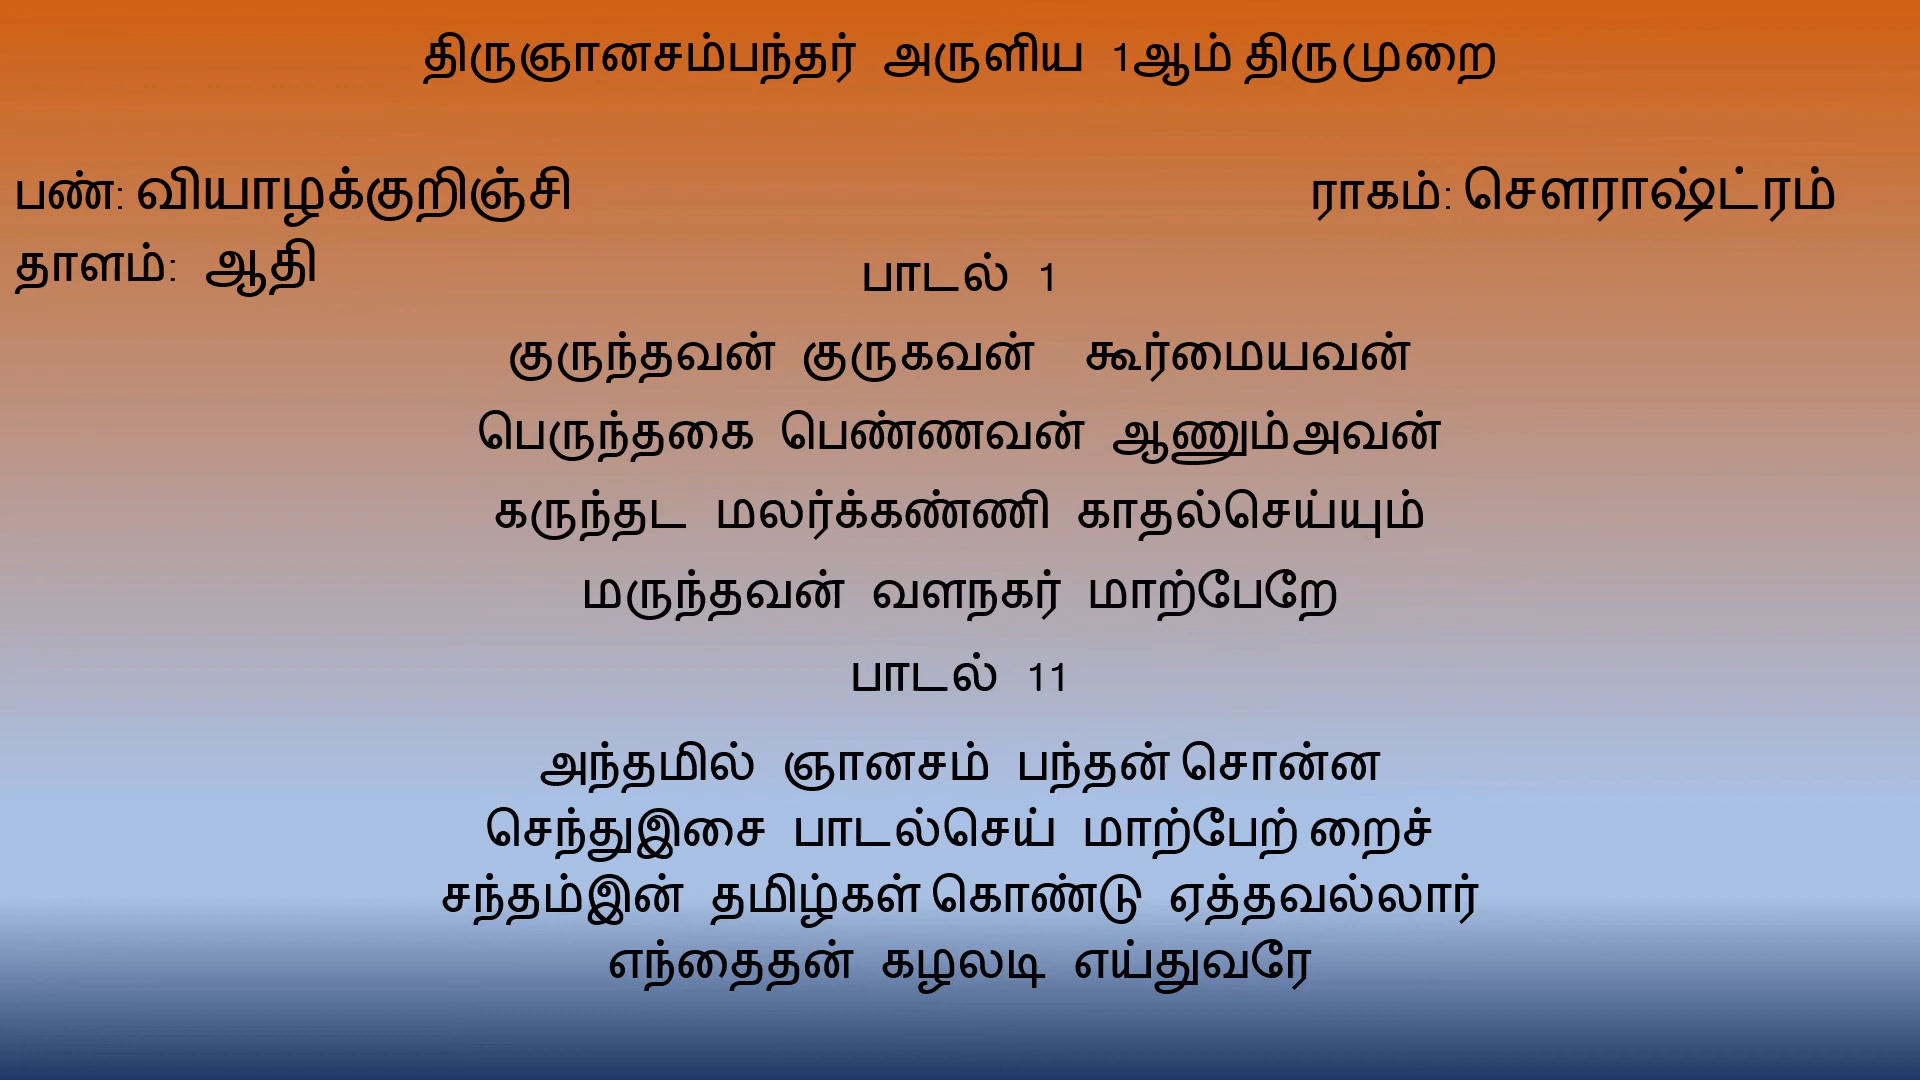 திருஞானசம்பந்தர் அருளிய 1ஆம் திருமுறை
பண்: வியாழக்குறிஞ்சி
ராகம்: சௌராஷ்ட்ரம்
தாளம்: ஆதி
பாடல் 1
குருந்தவன் குருகவன் கூர்மையவன்
பெருந்தகை பெண்ணவன் ஆணும்அவன்
கருந்தட மலர்க்கண்ணி காதல்செய்யும்
மருந்தவன் வளநகர் மாற்பேறே
பாடல் 11
அந்தமில் ஞானசம் பந்தன் சொன்ன
செந்துஇசை பாடல்செய் மாற்பேற் றைச்
சந்தம்இன் தமிழ்கள் கொண்டு ஏத்தவல்லார்
எந்தைதன் கழலடி எய்துவரே